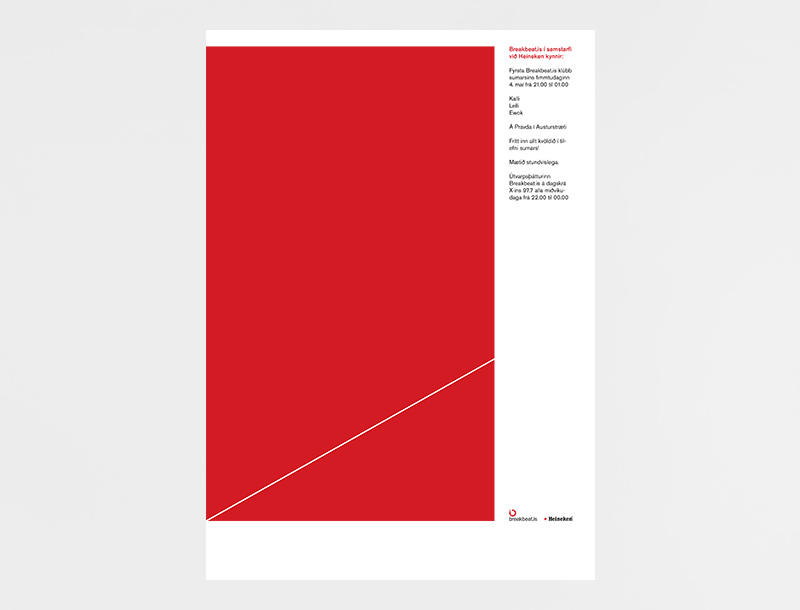 Breakbeat.is í samstarfi
við Heineken kynnir:
Fyrsta Breakbeat.is klúbb
sumarsins fimmtudaginn
4. maí frá 21.00 til 01.00
Kalli
Lelli
Ewok
Á Pravda í Austurstræti
Frítt inn allt kvöldið í til-
efni sumars!
Mætið stundvíslega.
Útvarpsþátturinn
Breakbeat.is á dagskrá
X-ins 97.7 alla miðviku-
daga frá 22.00 til 00.00
breakbeat.is
Heineken